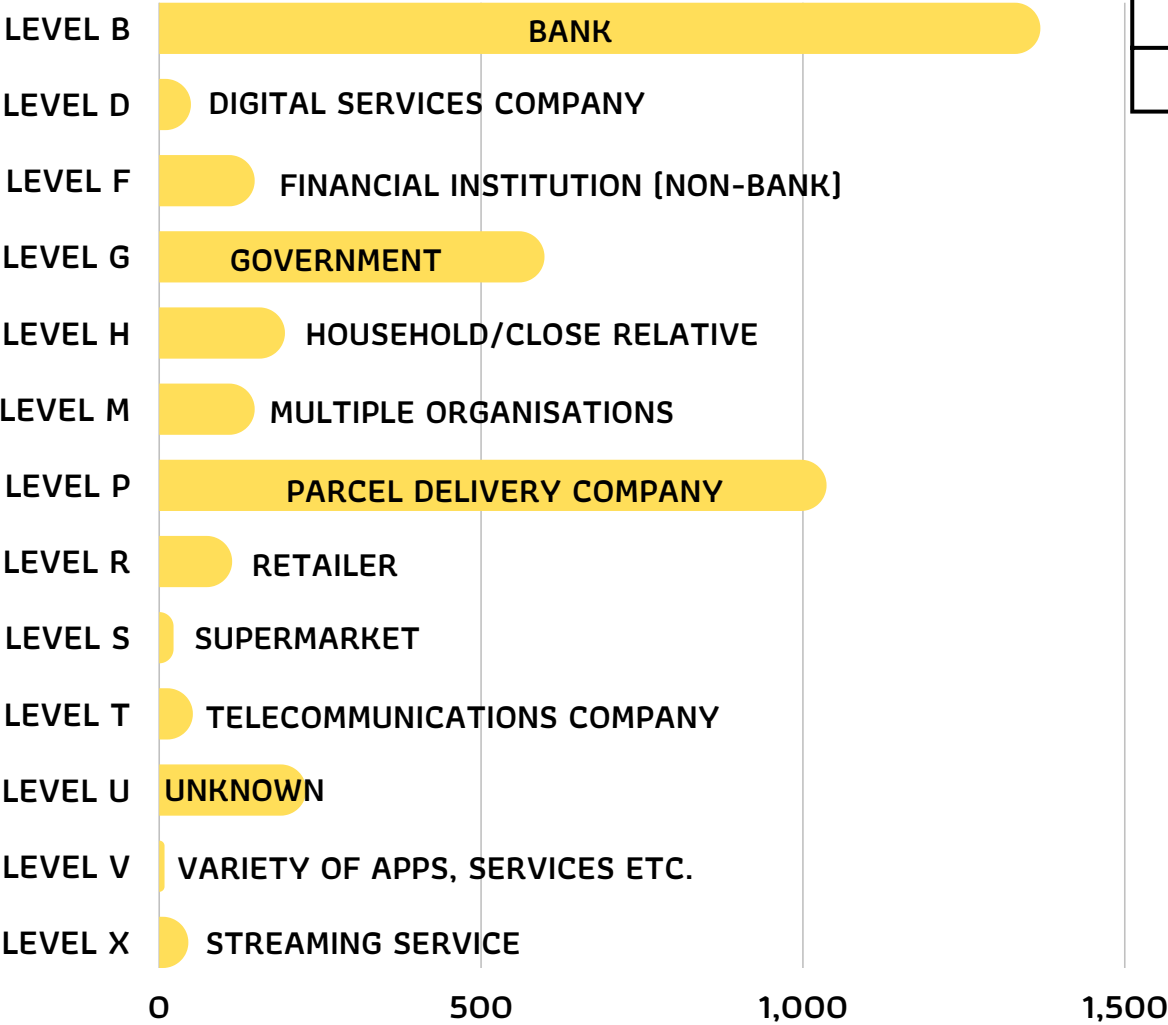 LEVEL B BANK
LEVEL D DIGITAL SERVICES COMPANY
LEVEL F FINANCIAL INSTITUTION (NON-BANK)
LEVEL G GOVERNMENT
LEVEL H HOUSEHOLD/CLOSE RELATIVE
LEVEL M MULTIPLE ORGANISATIONS
LEVEL P PARCEL DELIVERY COMPANY
LEVEL R RETAILER
LEVEL S SUPERMARKET
LEVEL T TELECOMMUNICATIONS COMPANY
LEVEL U UNKNOWN
LEVEL V VARIETY OF APPS, SERVICES ETC.
LEVEL X STREAMING SERVICE
0 500 1,000 1,500